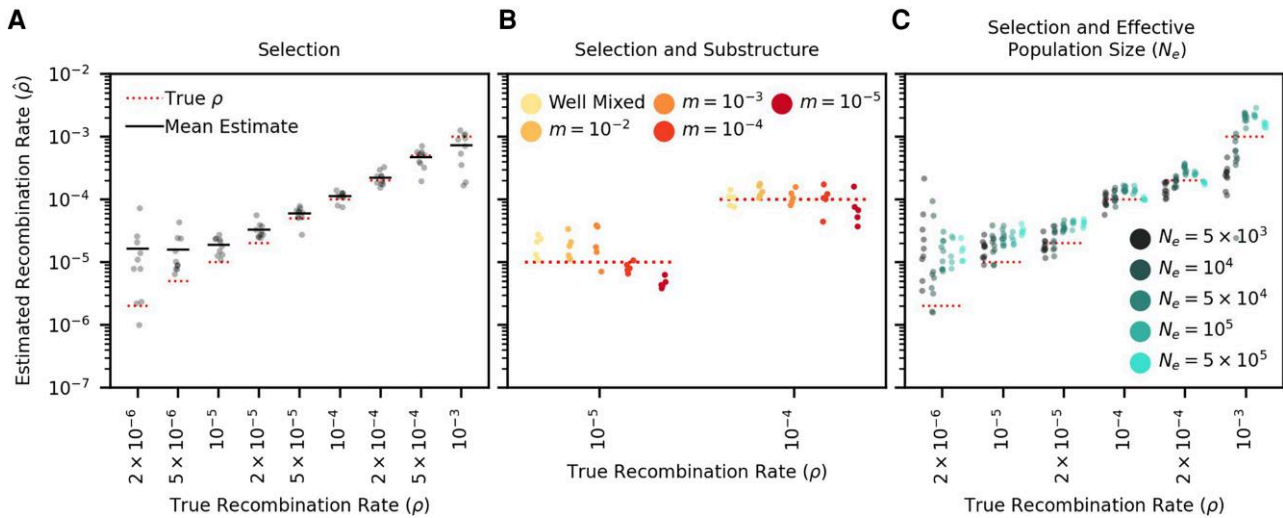 A
Selection
Estimated Recombination Rate (ρ̂)
10⁻²
10⁻³
10⁻⁴
10⁻⁵
10⁻⁶
10⁻⁷
True ρ
Mean Estimate
2 × 10⁻⁶
5 × 10⁻⁶
10⁻⁵
2 × 10⁻⁵
5 × 10⁻⁵
10⁻⁴
2 × 10⁻⁴
5 × 10⁻⁴
10⁻³
True Recombination Rate (ρ)
B
Selection and Substructure
Well Mixed
m = 10⁻²
m = 10⁻³
m = 10⁻⁴
m = 10⁻⁵
10⁻⁵
10⁻⁴
True Recombination Rate (ρ)
C
Selection and Effective
Population Size (Nₑ)
Nₑ = 5 × 10³
Nₑ = 10⁴
Nₑ = 5 × 10⁴
Nₑ = 10⁵
Nₑ = 5 × 10⁵
2 × 10⁻⁶
10⁻⁵
2 × 10⁻⁵
10⁻⁴
2 × 10⁻⁴
10⁻³
True Recombination Rate (ρ)